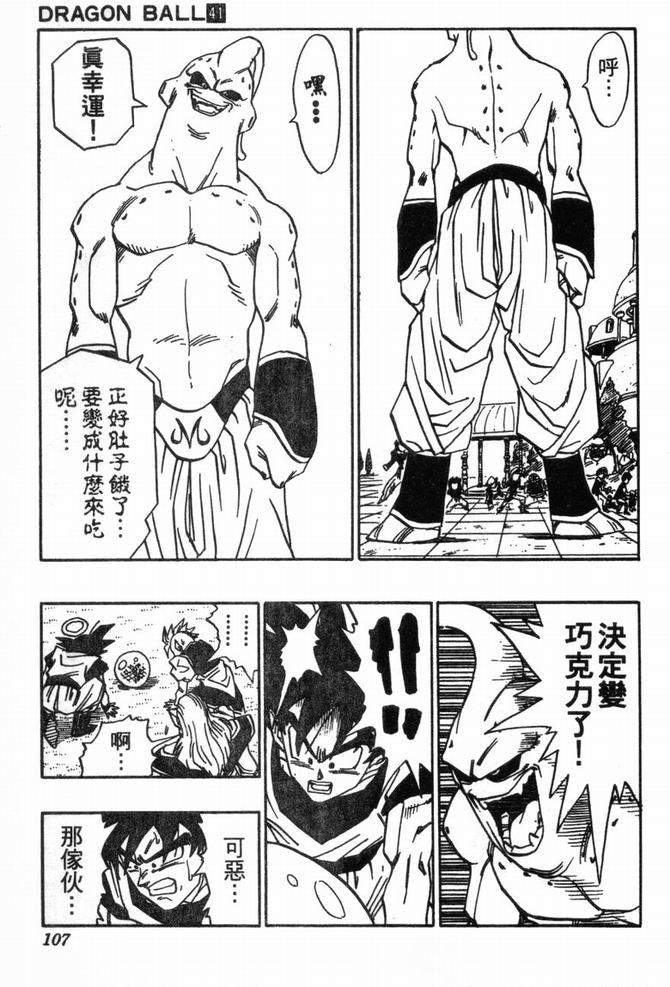 DRAGON BALL 41
呼…
嘿…
眞幸運！
正好肚子餓了…
要變成什麼來吃
呢……
決定變
巧克力了！
!!
……
……
啊…
可惡…
那傢伙…
107